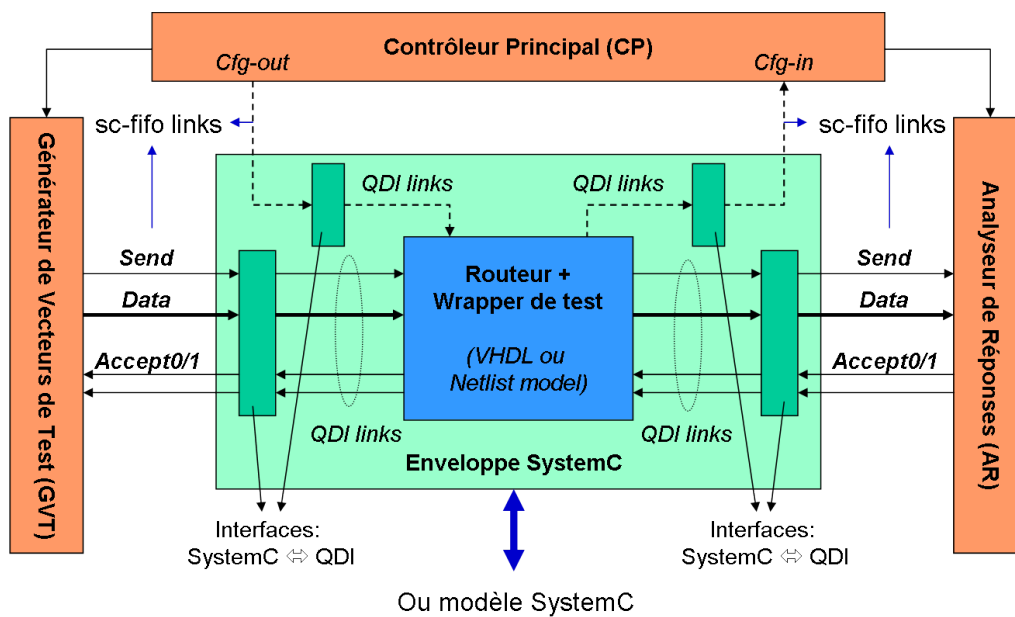 Contrôleur Principal (CP)
Cfg-out
Cfg-in
sc-fifo links
sc-fifo links
Générateur de
Vecteurs de Test (GVT)
Analyseur de
Réponses (AR)
QDI links
QDI links
Send
Data
Accept0/1
Routeur +
Wrapper de test
(VHDL ou
Netlist model)
Send
Data
Accept0/1
QDI links
QDI links
Enveloppe SystemC
Interfaces:
SystemC ⇔ QDI
Interfaces:
SystemC ⇔ QDI
Ou modèle SystemC